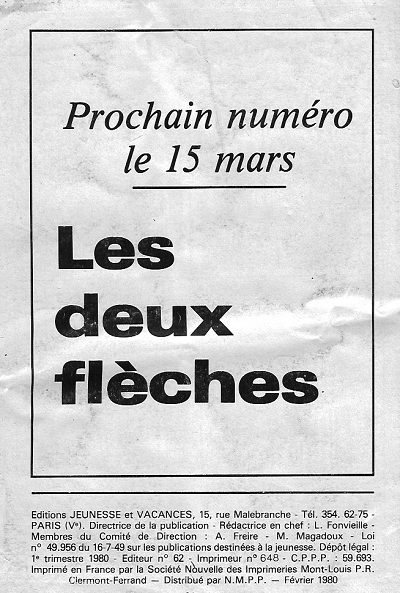 Prochain numéro
le 15 mars
Les
deux
flèches
Editions JEUNESSE et VACANCES, 15, rue Malebranche - Tél. 354. 62-75 -
PARIS (Vᵉ). Directrice de la publication - Rédactrice en chef : L. Fonvieille -
Membres du Comité de Direction : A. Freire - M. Magadoux - Loi
n° 49.956 du 16-7-49 sur les publications destinées à la jeunesse. Dépôt légal :
1ᵉ trimestre 1980 - Editeur n° 62 - Imprimeur n° 648 - C.P.P.P. : 59.693.
Imprimé en France par la Société Nouvelle des Imprimeries Mont-Louis P.R.
Clermont-Ferrand — Distribué par N.M.P.P. — Février 1980